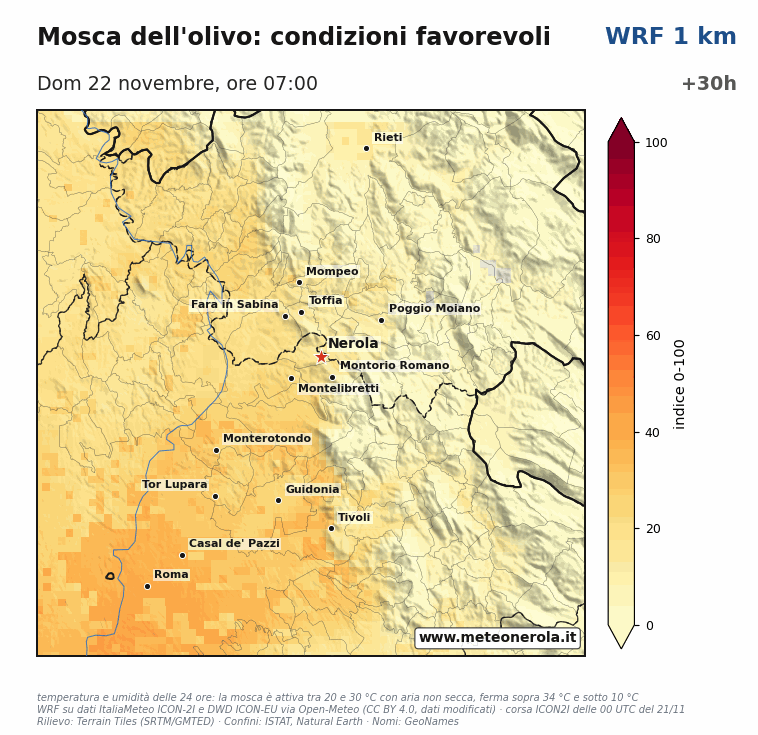 Mosca dell'olivo: condizioni favorevoli
WRF 1 km
Dom 22 novembre, ore 07:00
+30h
Rieti
Mompeo
Fara in Sabina
Toffia
Poggio Moiano
Nerola
Montorio Romano
Montelibretti
Monterotondo
Tor Lupara
Guidonia
Tivoli
Casal de' Pazzi
Roma
www.meteonerola.it
100
80
60
40
20
0
indice 0-100
temperatura e umidità delle 24 ore: la mosca è attiva tra 20 e 30 °C con aria non secca, ferma sopra 34 °C e sotto 10 °C
WRF su dati ItaliaMeteo ICON-2I e DWD ICON-EU via Open-Meteo (CC BY 4.0, dati modificati) · corsa ICON2I delle 00 UTC del 21/11
Rilievo: Terrain Tiles (SRTM/GMTED) · Confini: ISTAT, Natural Earth · Nomi: GeoNames